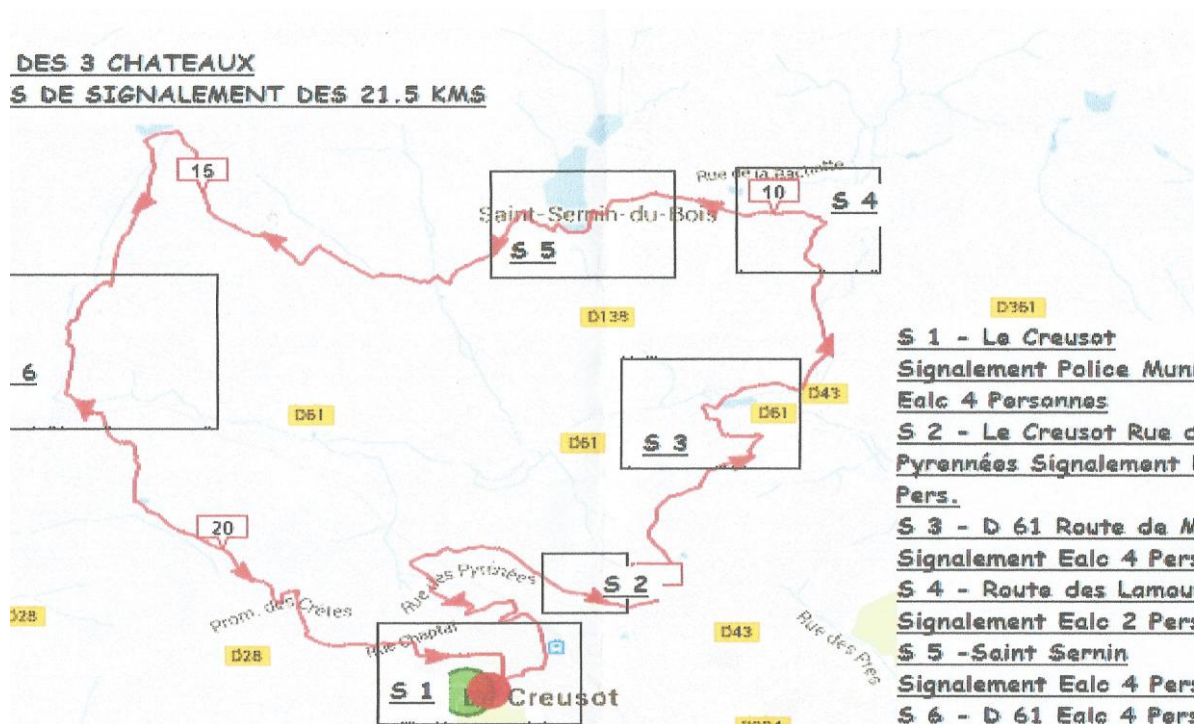 DES 3 CHATEAUX
S DE SIGNALEMENT DES 21.5 KMS
15
Rue de la Rachotte
10
S 4
Saint-Sernin-du-Bois
S 5
D361
D138
S 1 - Le Creusot
Signalement Police Muni
Ealc 4 Personnes
S 2 - Le Creusot Rue d
Pyrennées Signalement
Pers.
S 3 - D 61 Route de M
Signalement Ealc 4 Pers
S 4 - Route des Lamou
Signalement Ealc 2 Pers
S 5 -Saint Sernin
Signalement Ealc 4 Pers
S 6 - D 61 Ealc 4 Pers
6
D43
D61
D61
D61
S 3
20
Rue des Pyrénées
S 2
Prom. des Crêtes
D28
Rue Chaptal
D28
D43
Rue des Prés
S 1
Creusot